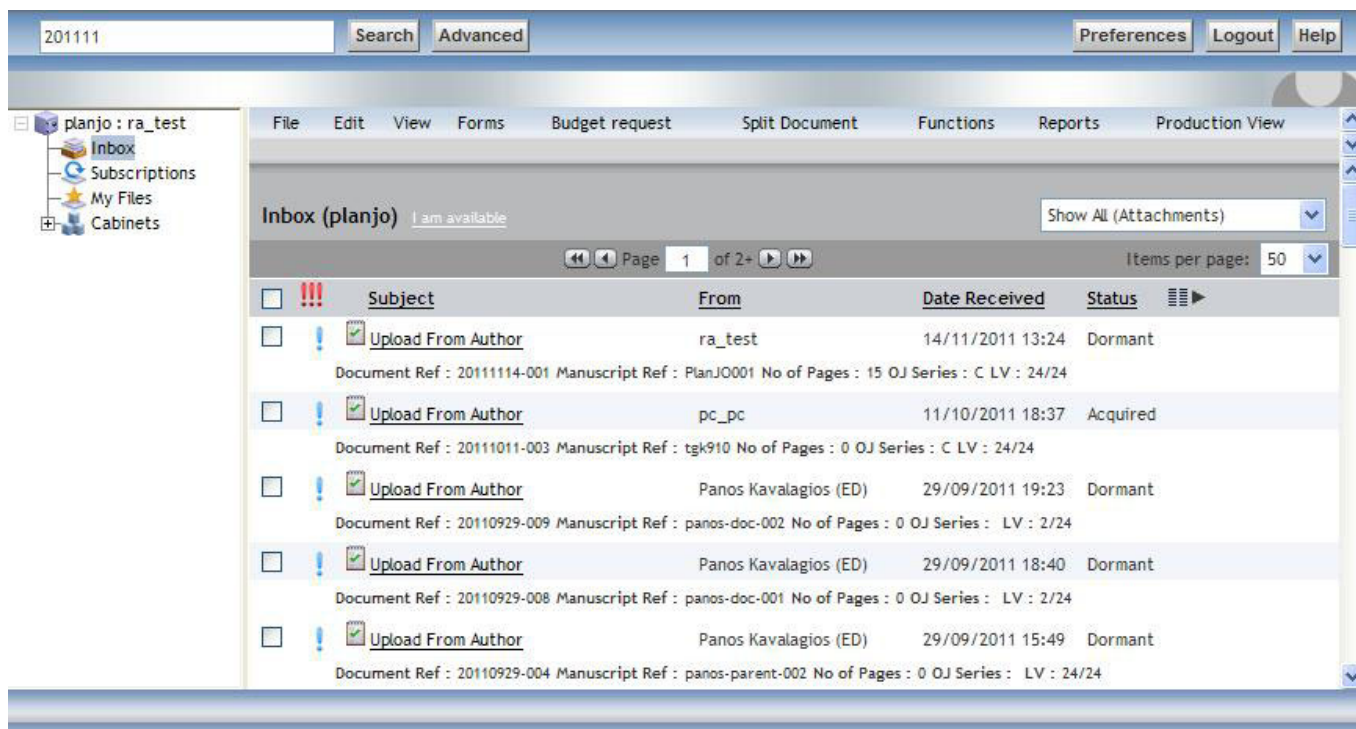 201111 Search Advanced Preferences Logout Help
planjo : ra_test
Inbox
Subscriptions
My Files
Cabinets
File Edit View Forms Budget request Split Document Functions Reports Production View
Inbox (planjo) I am available Show All (Attachments)
Page 1 of 2+ Items per page: 50
!!! Subject From Date Received Status
! Upload From Author ra_test 14/11/2011 13:24 Dormant
Document Ref : 20111114-001 Manuscript Ref : PlanJO001 No of Pages : 15 OJ Series : C LV : 24/24
! Upload From Author pc_pc 11/10/2011 18:37 Acquired
Document Ref : 20111011-003 Manuscript Ref : tgk910 No of Pages : 0 OJ Series : C LV : 24/24
! Upload From Author Panos Kavalagios (ED) 29/09/2011 19:23 Dormant
Document Ref : 20110929-009 Manuscript Ref : panos-doc-002 No of Pages : 0 OJ Series : LV : 2/24
! Upload From Author Panos Kavalagios (ED) 29/09/2011 18:40 Dormant
Document Ref : 20110929-008 Manuscript Ref : panos-doc-001 No of Pages : 0 OJ Series : LV : 2/24
! Upload From Author Panos Kavalagios (ED) 29/09/2011 15:49 Dormant
Document Ref : 20110929-004 Manuscript Ref : panos-parent-002 No of Pages : 0 OJ Series : LV : 24/24